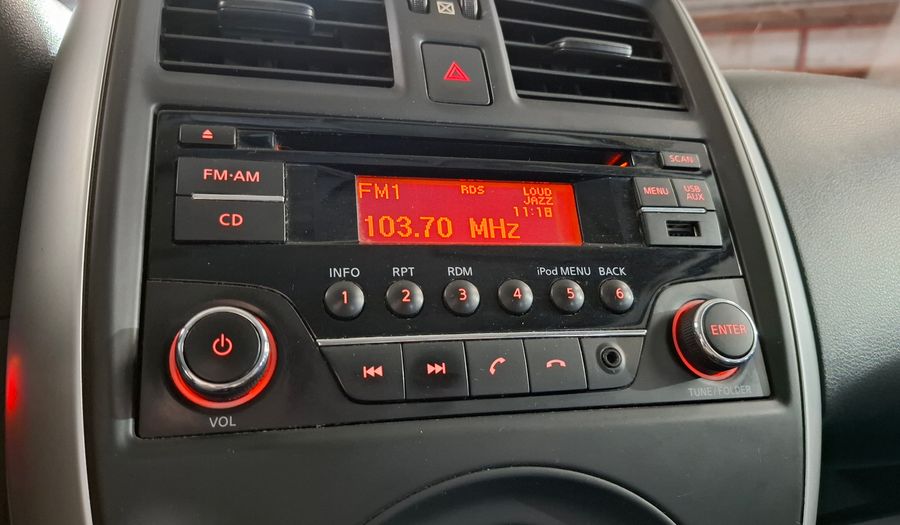 SCAN
FM·AM
CD
FM1 RDS LOUD
JAZZ
11:18
103.70 MHz
MENU
USB AUX
INFO RPT RDM iPod MENU BACK
1 2 3 4 5 6
VOL
ENTER
TUNE/FOLDER